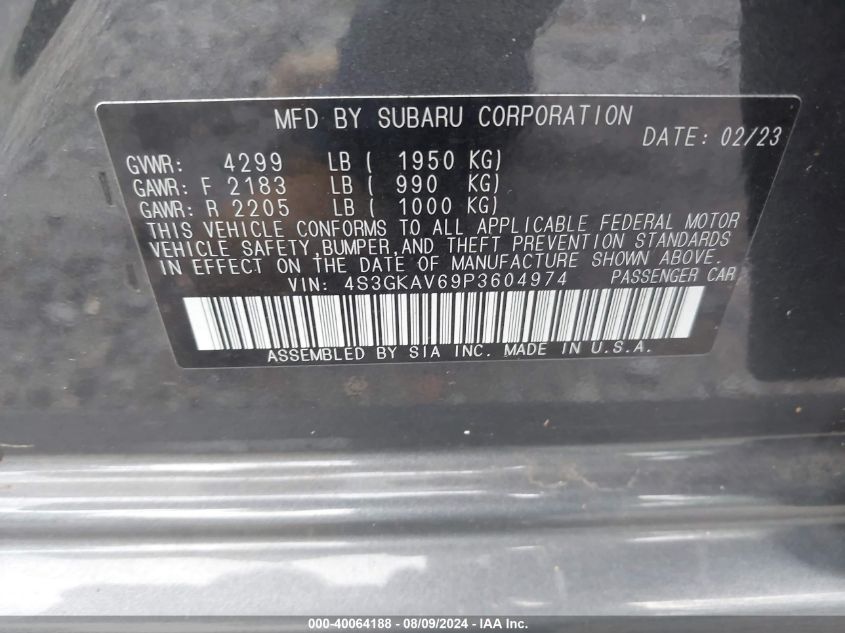 MFD BY SUBARU CORPORATION
DATE: 02/23
GVWR: 4299 LB ( 1950 KG)
GAWR: F 2183 LB ( 990 KG)
GAWR: R 2205 LB ( 1000 KG)
THIS VEHICLE CONFORMS TO ALL APPLICABLE FEDERAL MOTOR
VEHICLE SAFETY,BUMPER,AND THEFT PREVENTION STANDARDS
IN EFFECT ON THE DATE OF MANUFACTURE SHOWN ABOVE.
VIN: 4S3GKAV69P3604974 PASSENGER CAR
ASSEMBLED BY SIA INC. MADE IN U.S.A.
000-40064188 - 08/09/2024 - IAA Inc.